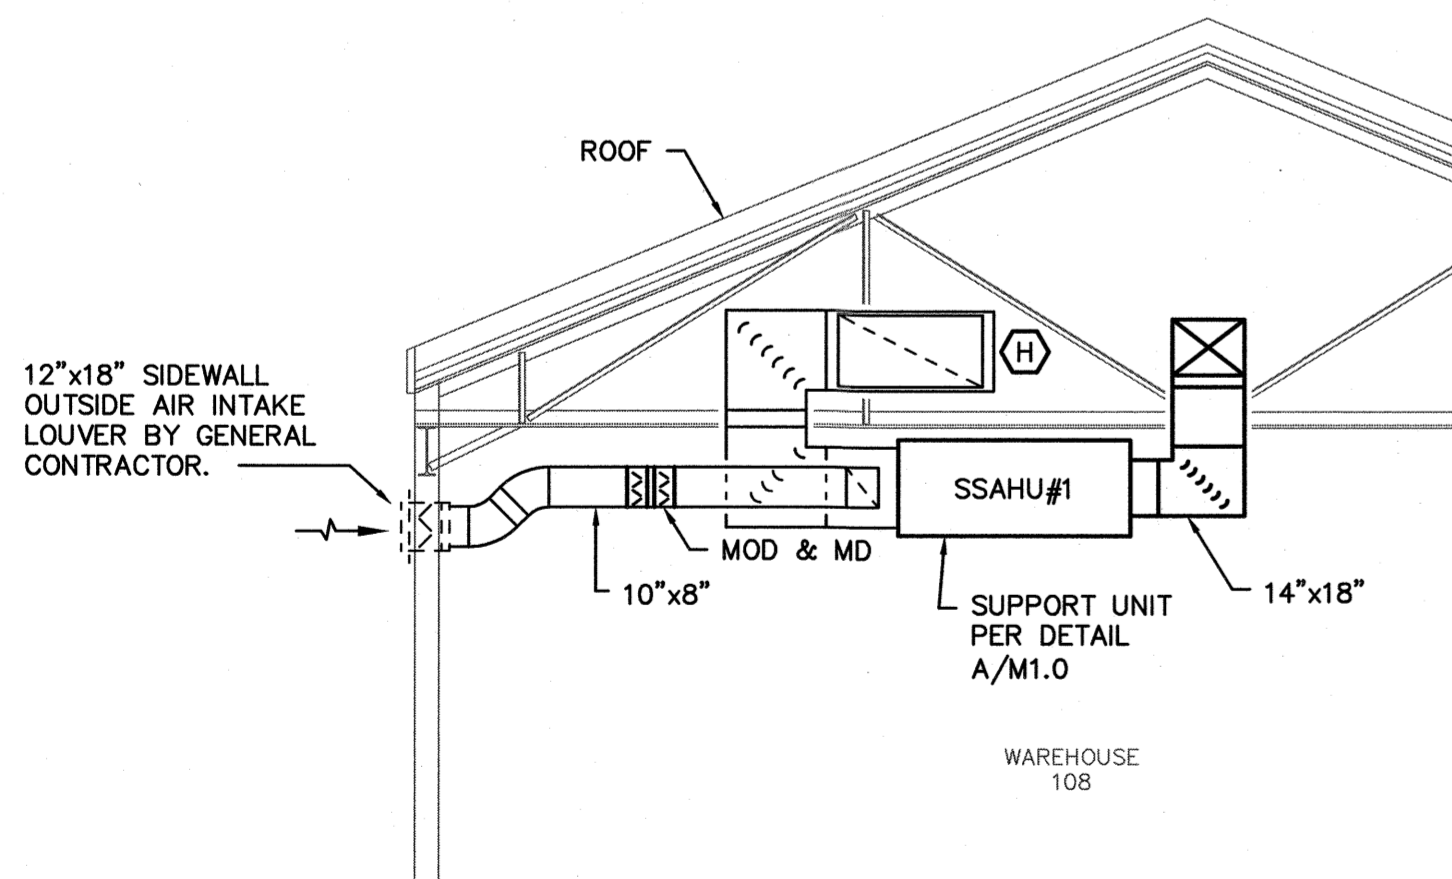 ROOF
12"x18" SIDEWALL
OUTSIDE AIR INTAKE
LOUVER BY GENERAL
CONTRACTOR.
H
SSAHU#1
MOD & MD
10"x8"
14"x18"
SUPPORT UNIT
PER DETAIL
A/M1.0
WAREHOUSE
108